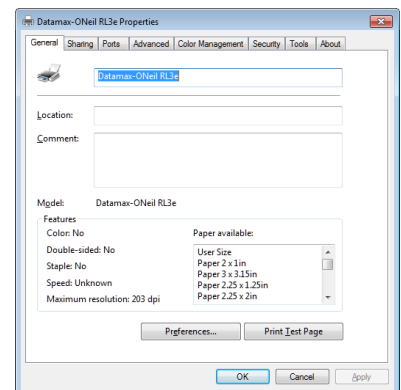 Datamax-ONeil RL3e Properties
General Sharing Ports Advanced Color Management Security Tools About
Datamax-ONeil RL3e
Location:
Comment:
Model: Datamax-ONeil RL3e
Features
Color: No
Double-sided: No
Staple: No
Speed: Unknown
Maximum resolution: 203 dpi
Paper available:
User Size
Paper 2 x 1in
Paper 3 x 3.15in
Paper 2.25 x 1.25in
Paper 2.25 x 2in
Preferences... Print Test Page
OK Cancel Apply